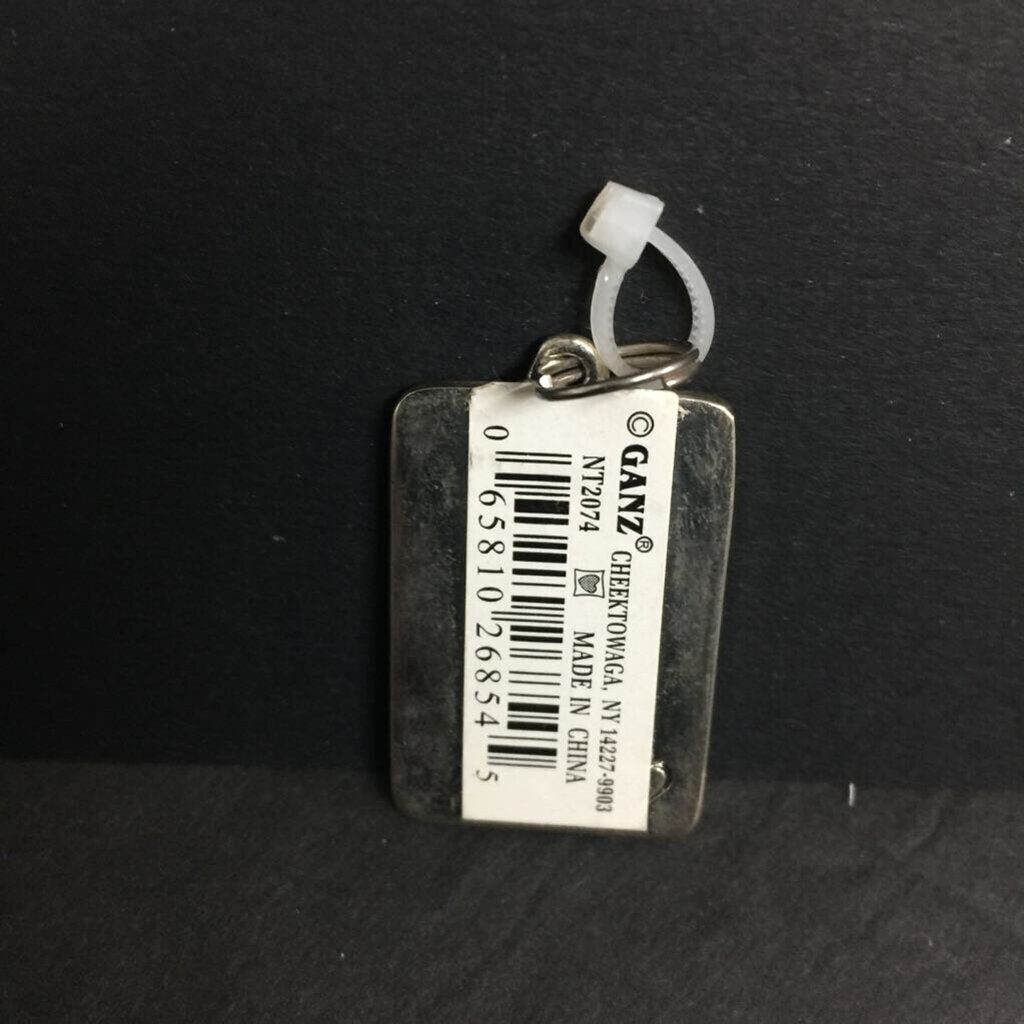 © GANZ® CHEEKTOWAGA, NY 14227-9903
NT2074 MADE IN CHINA
0 65810 26854 5